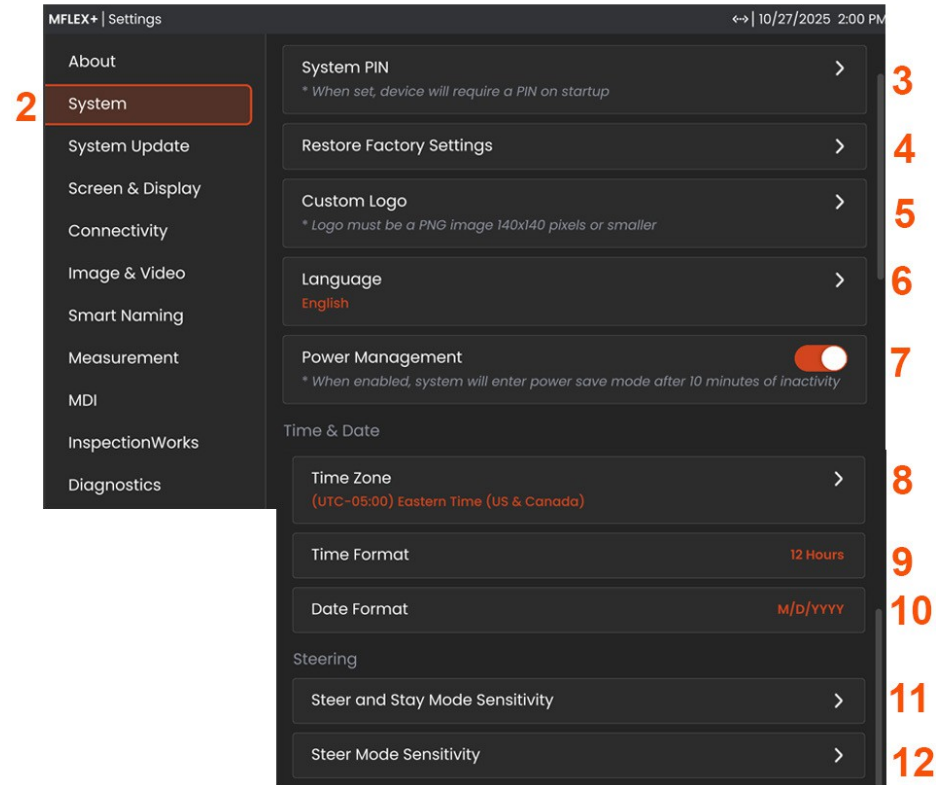 MFLEX+ | Settings
↔ | 10/27/2025 2:00 PM
About
2
System
System Update
Screen & Display
Connectivity
Image & Video
Smart Naming
Measurement
MDI
InspectionWorks
Diagnostics
System PIN
3
* When set, device will require a PIN on startup
Restore Factory Settings
4
Custom Logo
5
* Logo must be a PNG image 140x140 pixels or smaller
Language
6
English
Power Management
7
* When enabled, system will enter power save mode after 10 minutes of inactivity
Time & Date
Time Zone
8
(UTC-05:00) Eastern Time (US & Canada)
Time Format
12 Hours
9
Date Format
M/D/YYYY
10
Steering
Steer and Stay Mode Sensitivity
11
Steer Mode Sensitivity
12